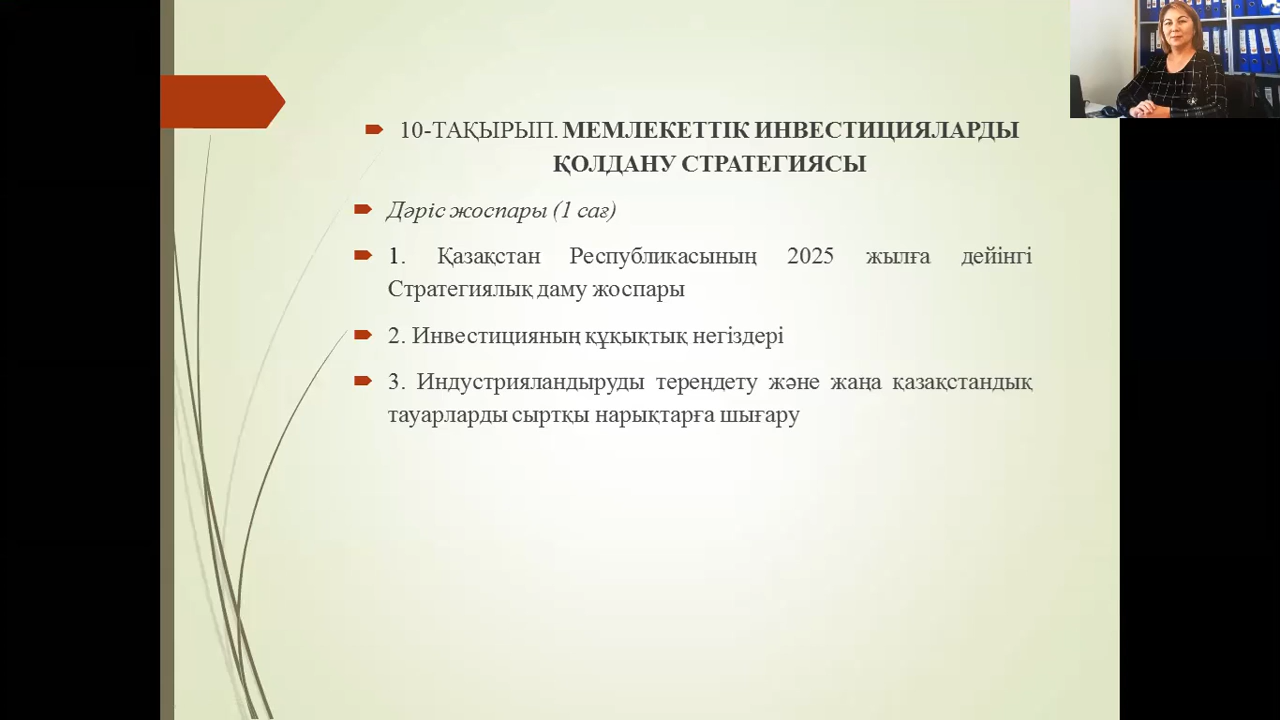 10-ТАҚЫРЫП. МЕМЛЕКЕТТІК ИНВЕСТИЦИЯЛАРДЫ
ҚОЛДАНУ СТРАТЕГИЯСЫ
Дәріс жоспары (1 сағ)
1. Қазақстан Республикасының 2025 жылға дейінгі
Стратегиялық даму жоспары
2. Инвестицияның құқықтық негіздері
3. Индустрияландыруды тереңдету және жаңа қазақстандық
тауарларды сыртқы нарықтарға шығару